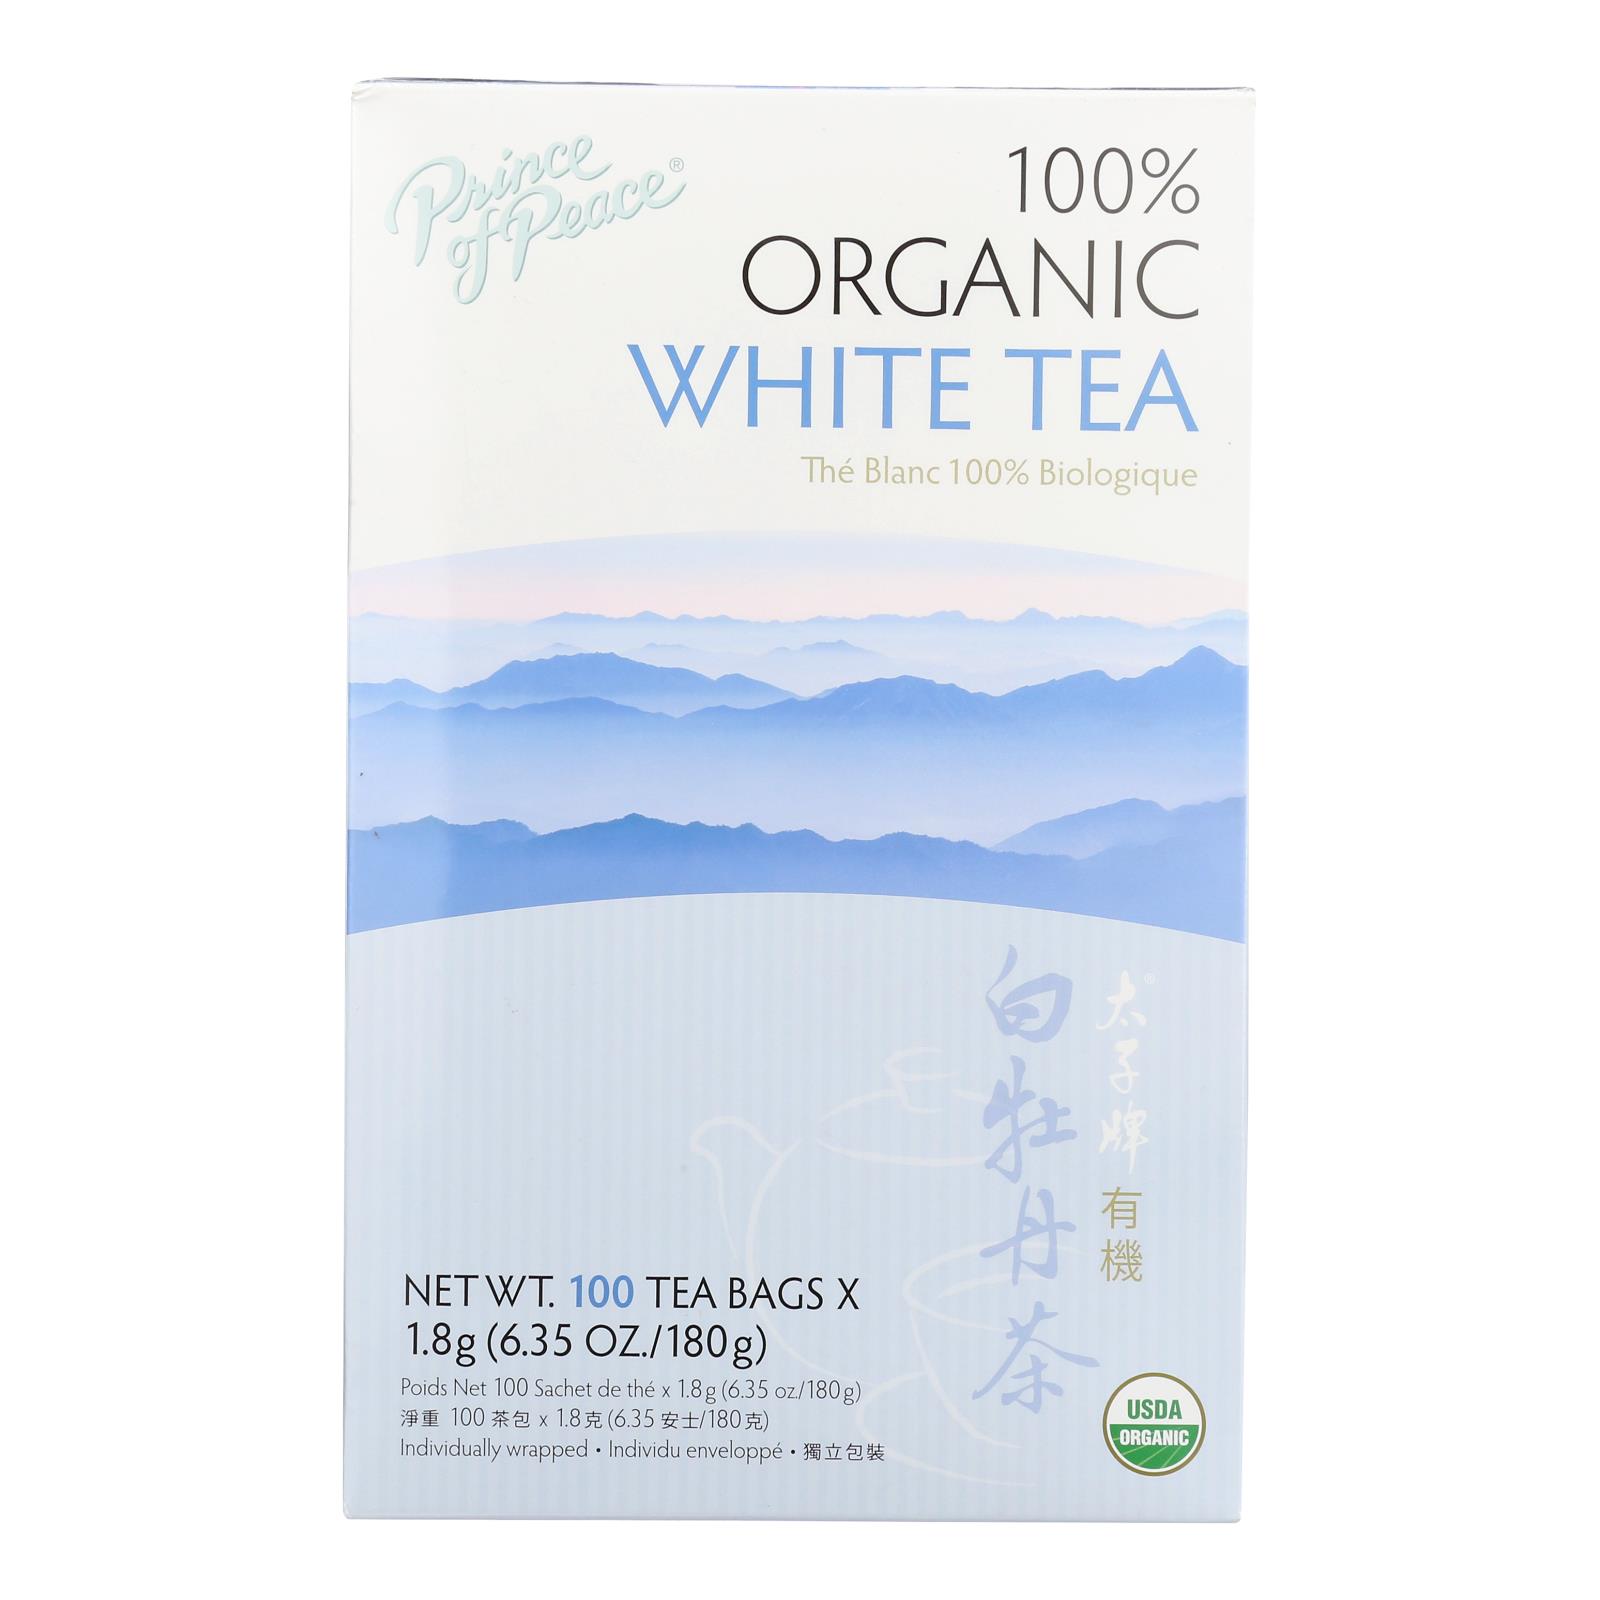 Prince
of Peace®
100%
ORGANIC
WHITE TEA
Thé Blanc 100% Biologique
白牡丹茶
太子牌® 有機
NET WT. 100 TEA BAGS X
1.8g (6.35 OZ./180g)
Poids Net 100 Sachet de thé x 1.8g (6.35 oz./180g)
淨重 100 茶包 x 1.8克 (6.35 安士/180克)
Individually wrapped • Individu enveloppé • 獨立包裝
USDA
ORGANIC